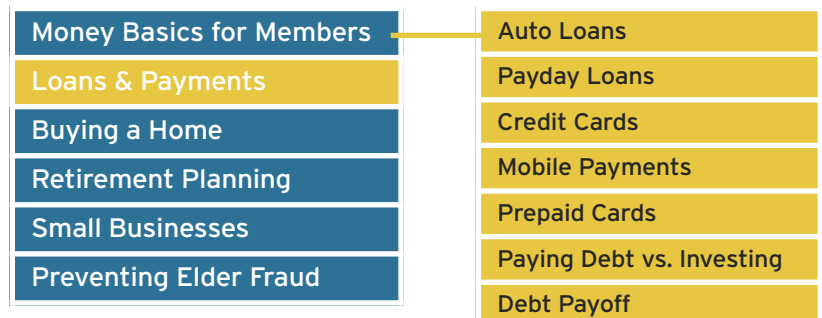 Money Basics for Members
Loans & Payments
Buying a Home
Retirement Planning
Small Businesses
Preventing Elder Fraud
Auto Loans
Payday Loans
Credit Cards
Mobile Payments
Prepaid Cards
Paying Debt vs. Investing
Debt Payoff